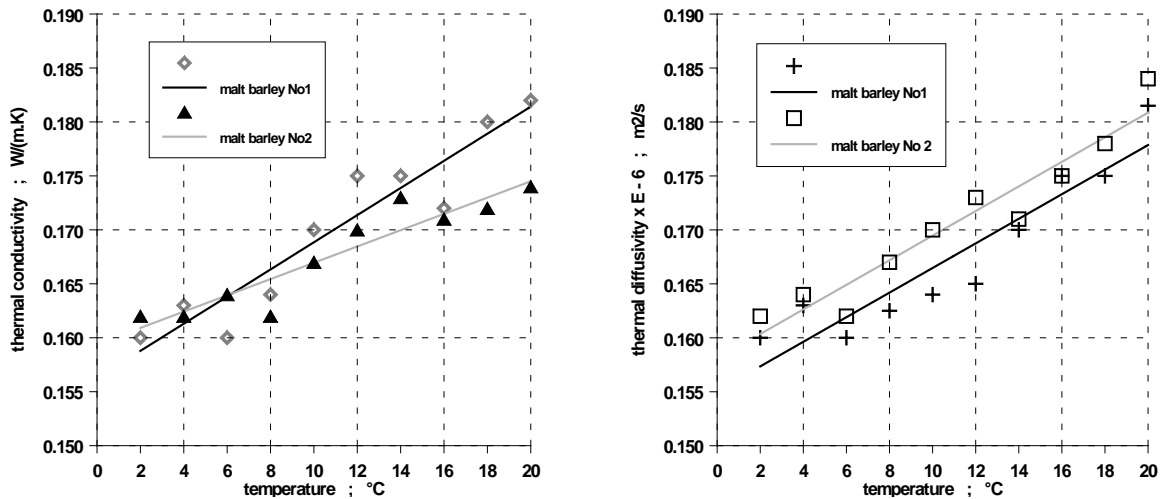 0.190
0.185
0.180
0.175
0.170
0.165
0.160
0.155
0.150
thermal conductivity ; W/(m.K)
malt barley No1
malt barley No2
0 2 4 6 8 10 12 14 16 18 20
temperature ; °C
0.190
0.185
0.180
0.175
0.170
0.165
0.160
0.155
0.150
thermal diffusivity x E - 6 ; m2/s
malt barley No1
malt barley No 2
0 2 4 6 8 10 12 14 16 18 20
temperature ; °C